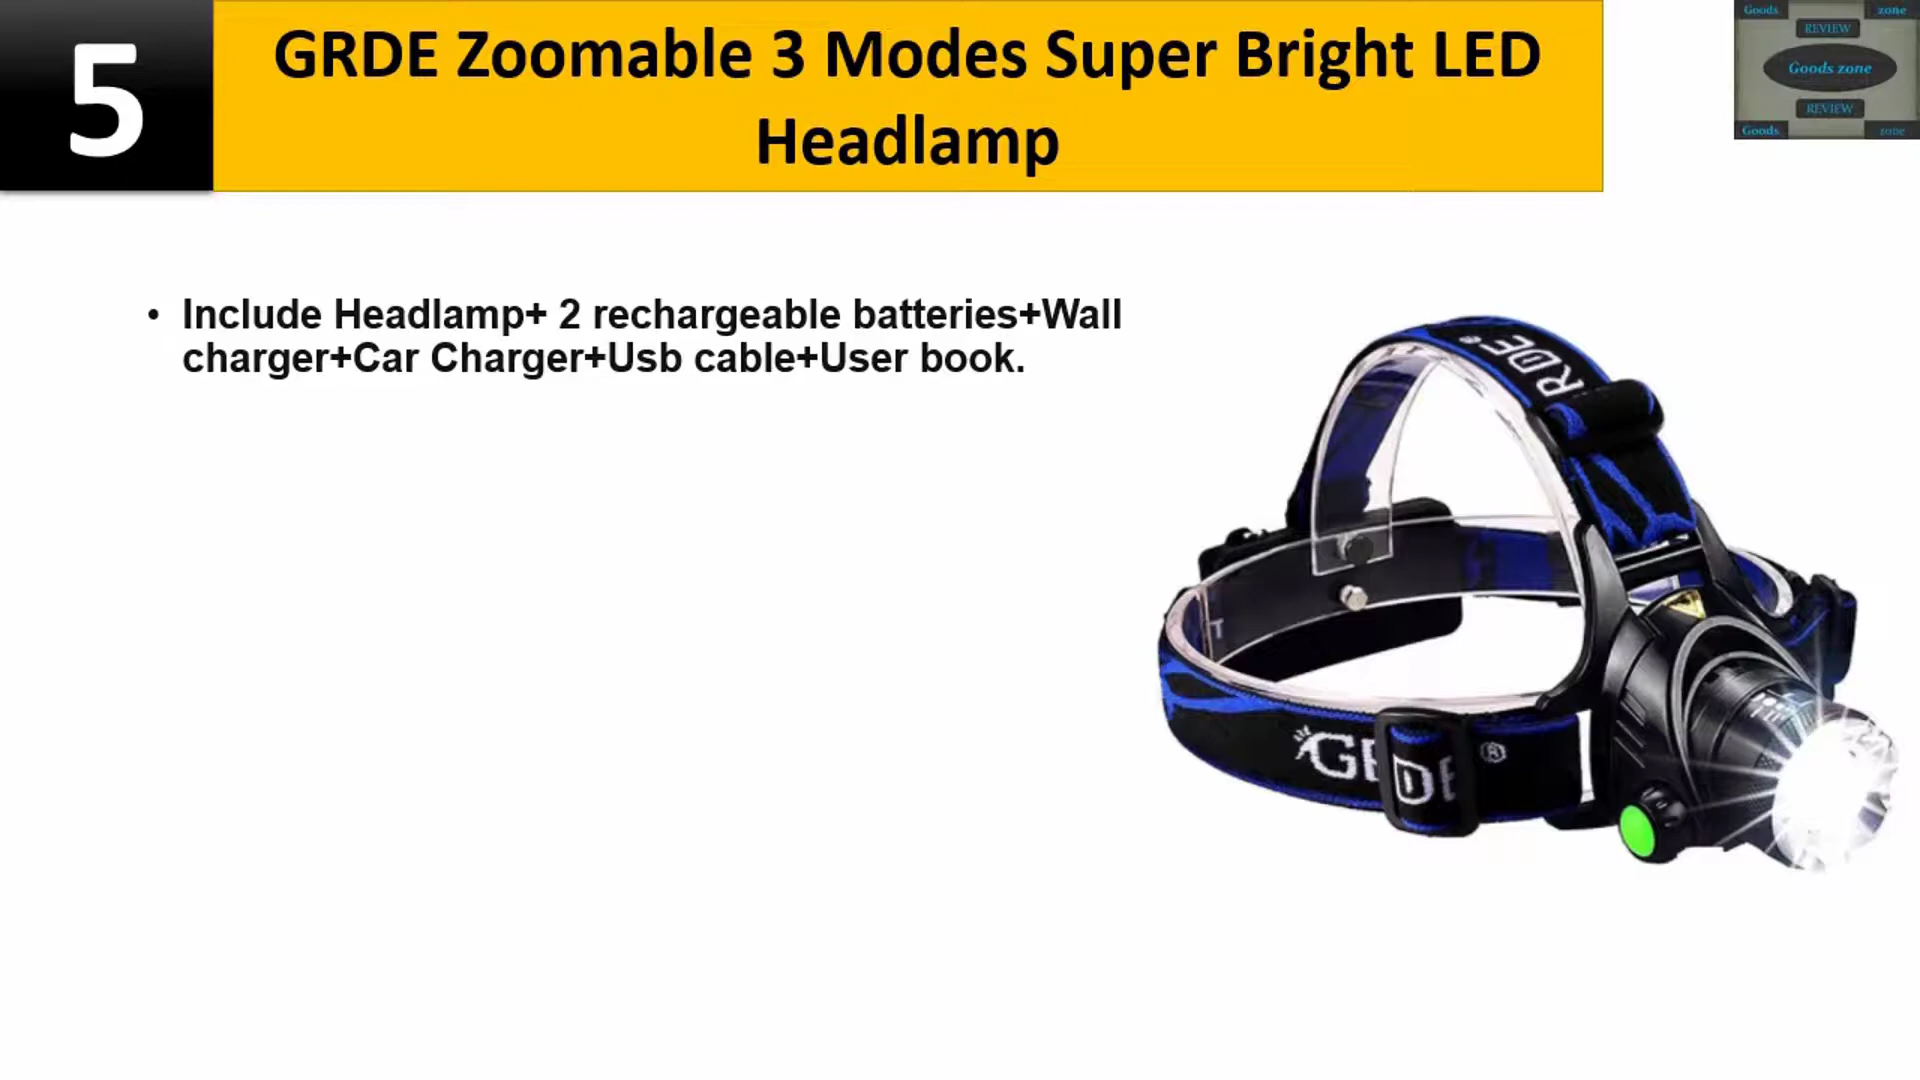 5
GRDE Zoomable 3 Modes Super Bright LED
Headlamp
Goods zone
REVIEW
Goods zone
REVIEW
Goods zone
• Include Headlamp+ 2 rechargeable batteries+Wall
charger+Car Charger+Usb cable+User book.
RDE®
GRDE®